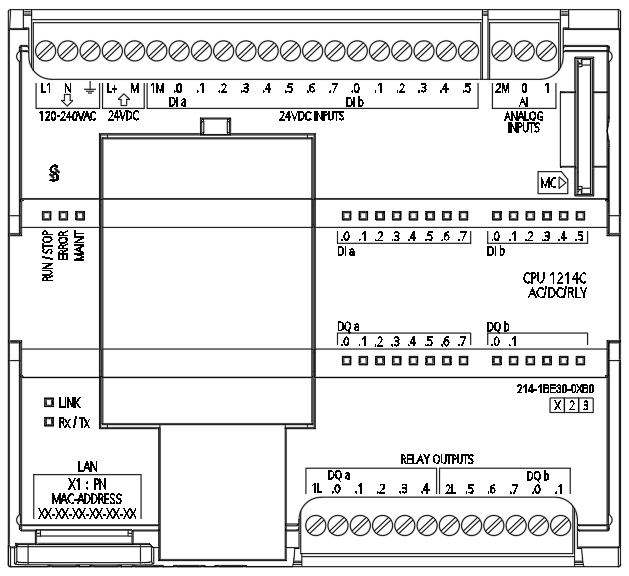 L1 N L+ M 1M .0 .1 .2 .3 .4 .5 .6 .7 .0 .1 .2 .3 .4 .5 2M 0 1
DI a DI b AI
120-240VAC 24VDC 24VDC INPUTS ANALOG
INPUTS
MC
RUN / STOP
ERROR
MAINT
.0 .1 .2 .3 .4 .5 .6 .7 .0 .1 .2 .3 .4 .5
DI a DI b
CPU 1214C
AC/DC/RLY
DQ a DQ b
.0 .1 .2 .3 .4 .5 .6 .7 .0 .1
214-1BE30-0XB0
X 2 3
LINK
Rx / Tx
LAN
X1 : PN
MAC-ADDRESS
XX-XX-XX-XX-XX-XX
RELAY OUTPUTS
DQ a DQ b
1L .0 .1 .2 .3 .4 2L .5 .6 .7 .0 .1